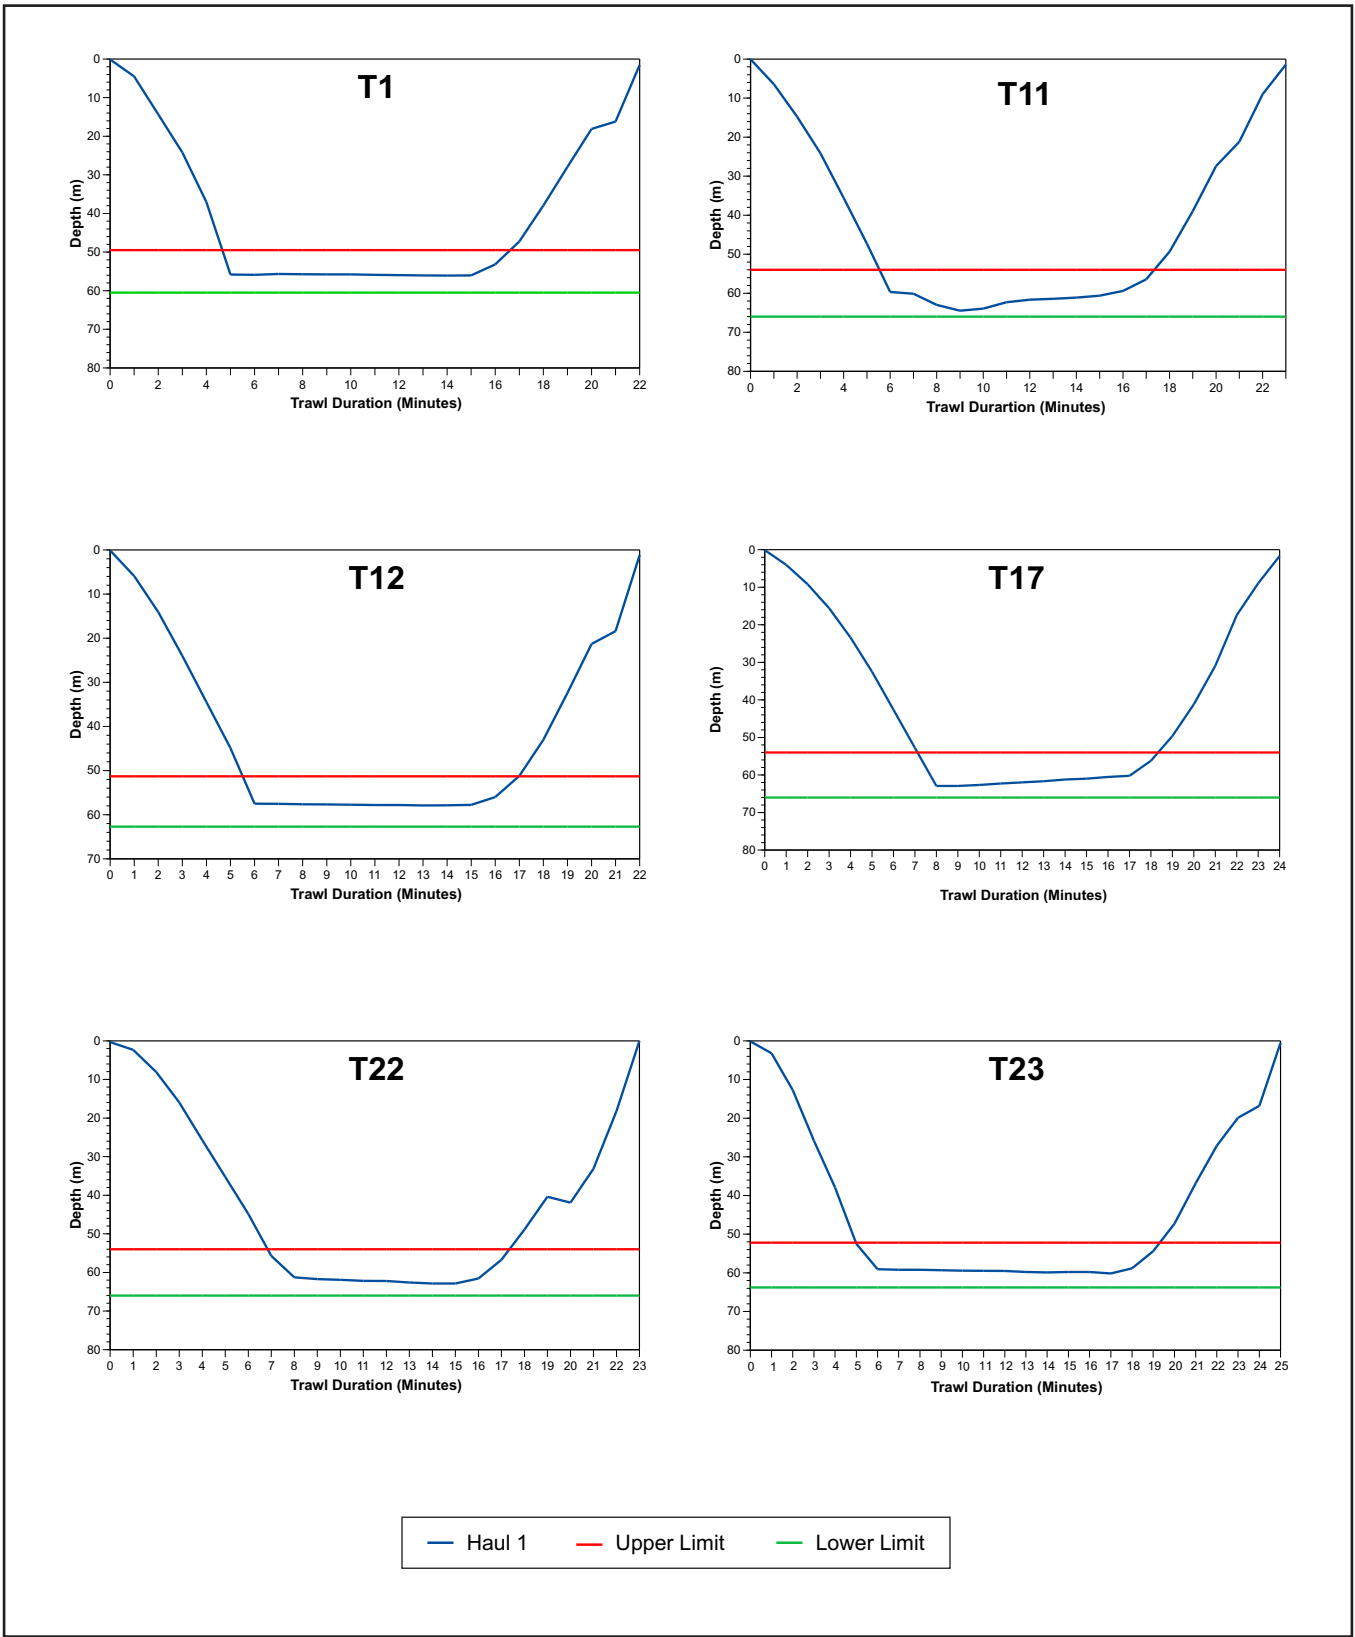 T1
0
10
20
30
40
50
60
70
80
Depth (m)
0 2 4 6 8 10 12 14 16 18 20 22
Trawl Duration (Minutes)
T11
0
10
20
30
40
50
60
70
80
Depth (m)
0 2 4 6 8 10 12 14 16 18 20 22
Trawl Durartion (Minutes)
T12
0
10
20
30
40
50
60
70
Depth (m)
0 1 2 3 4 5 6 7 8 9 10 11 12 13 14 15 16 17 18 19 20 21 22
Trawl Duration (Minutes)
T17
0
10
20
30
40
50
60
70
80
Depth (m)
0 1 2 3 4 5 6 7 8 9 10 11 12 13 14 15 16 17 18 19 20 21 22 23 24
Trawl Duration (Minutes)
T22
0
10
20
30
40
50
60
70
80
Depth (m)
0 1 2 3 4 5 6 7 8 9 10 11 12 13 14 15 16 17 18 19 20 21 22 23
Trawl Duration (Minutes)
T23
0
10
20
30
40
50
60
70
80
Depth (m)
0 1 2 3 4 5 6 7 8 9 10 11 12 13 14 15 16 17 18 19 20 21 22 23 24 25
Trawl Duration (Minutes)
Haul 1 Upper Limit Lower Limit